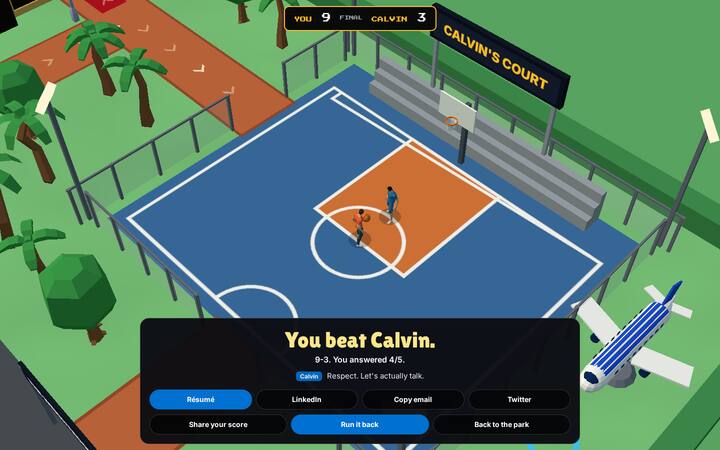 YOU 9 FINAL CALVIN 3
CALVIN'S COURT
You beat Calvin.
9-3. You answered 4/5.
Calvin Respect. Let's actually talk.
Résumé LinkedIn Copy email Twitter
Share your score Run it back Back to the park